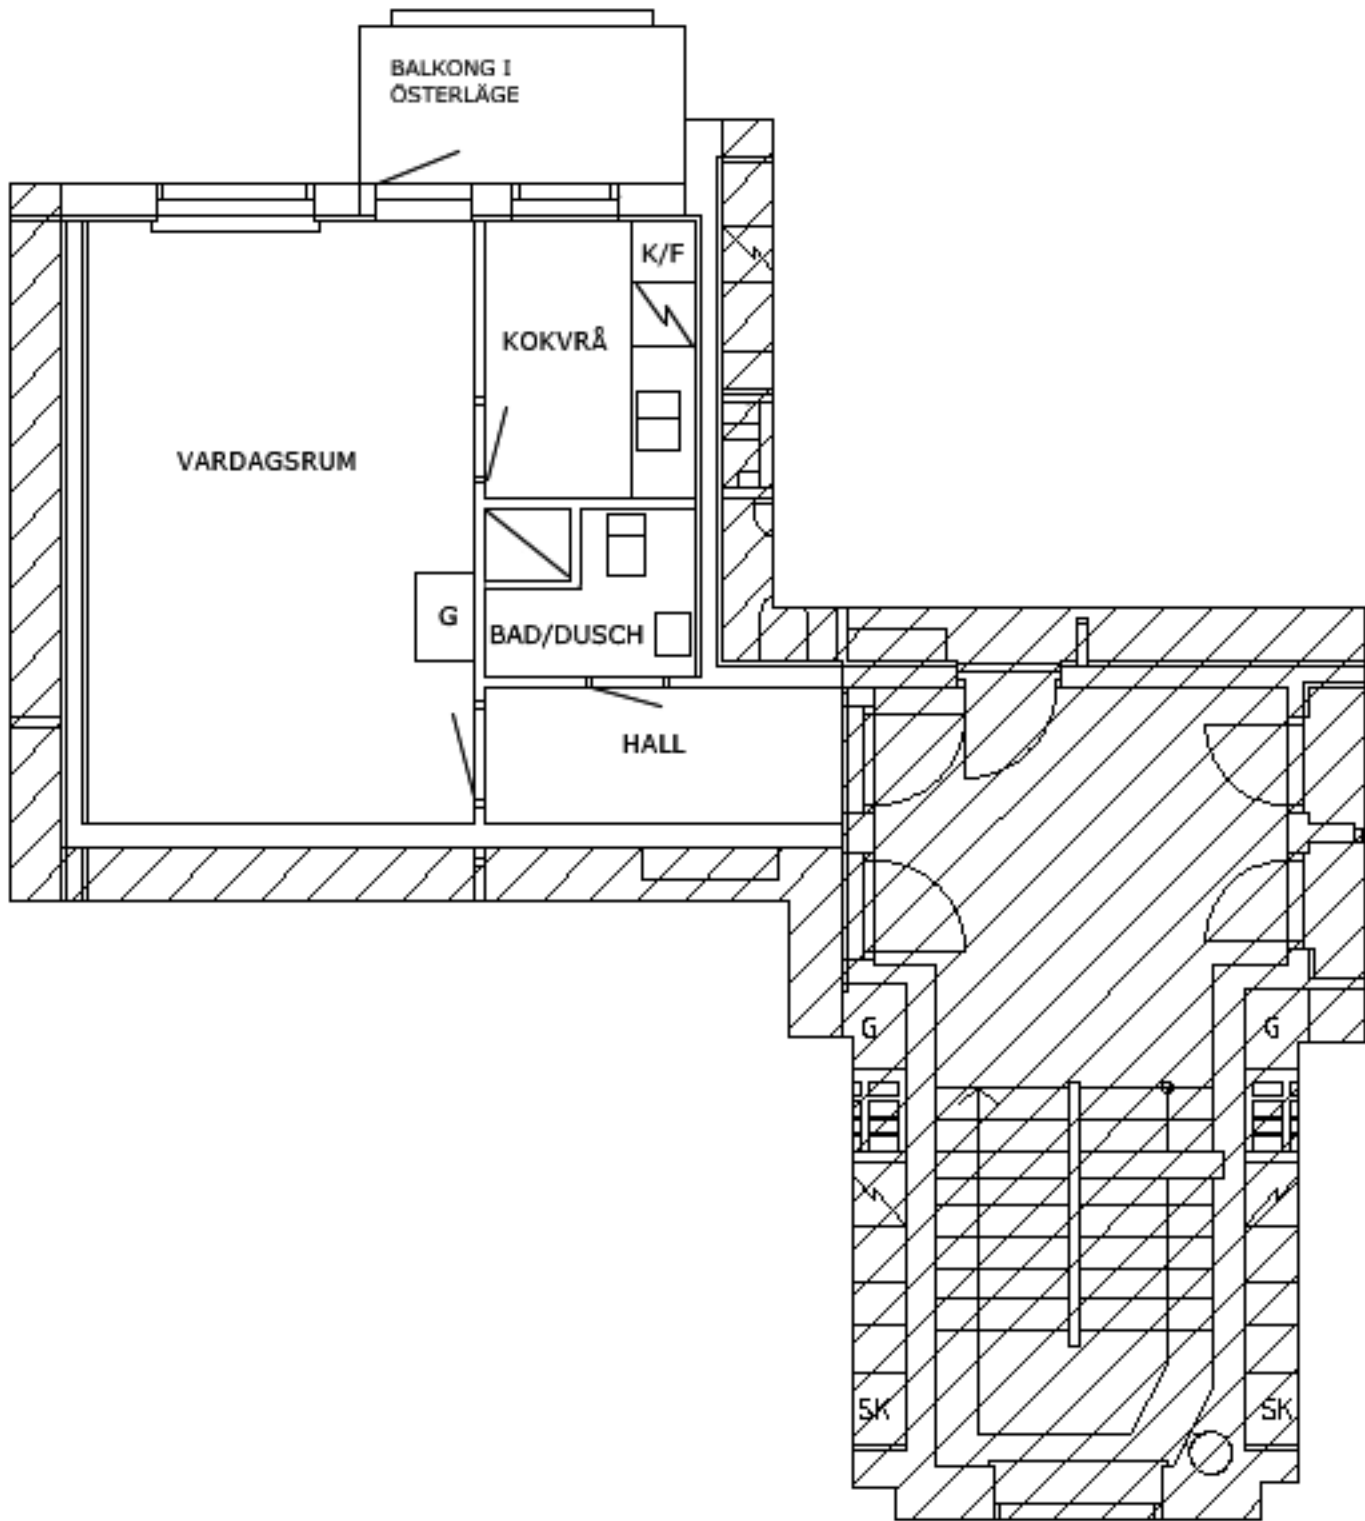 BALKONG I
ÖSTERLÄGE
K/F
KOKVRÅ
VARDAGSRUM
G
BAD/DUSCH
HALL
G
G
SK
SK